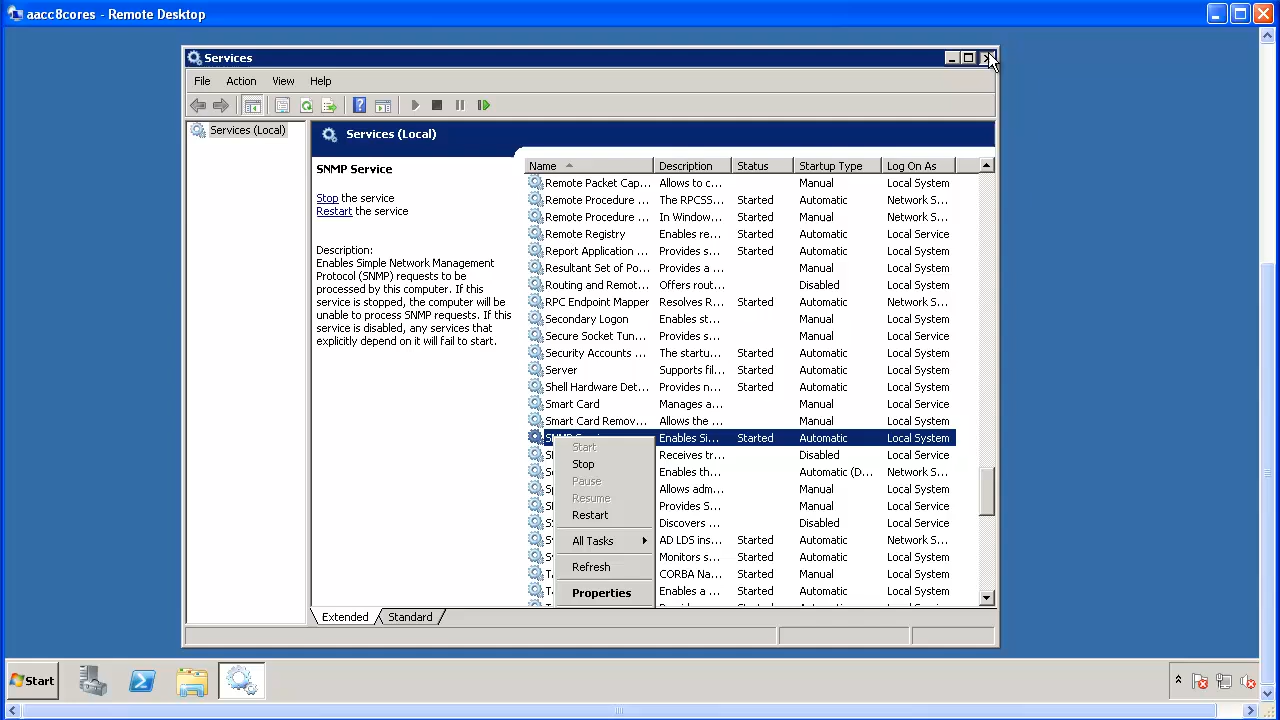 aacc8cores - Remote Desktop
Services
File Action View Help
Services (Local)
Services (Local)
SNMP Service
Stop the service
Restart the service
Description:
Enables Simple Network Management
Protocol (SNMP) requests to be
processed by this computer. If this
service is stopped, the computer will be
unable to process SNMP requests. If this
service is disabled, any services that
explicitly depend on it will fail to start.
Name Description Status Startup Type Log On As
Remote Packet Cap... Allows to c... Manual Local System
Remote Procedure ... The RPCSS... Started Automatic Network S...
Remote Procedure ... In Window... Manual Network S...
Remote Registry Enables re... Started Automatic Local Service
Report Application ... Provides s... Started Automatic Local System
Resultant Set of Po... Provides a ... Manual Local System
Routing and Remot... Offers rout... Disabled Local System
RPC Endpoint Mapper Resolves R... Started Automatic Network S...
Secondary Logon Enables st... Manual Local System
Secure Socket Tun... Provides s... Manual Local Service
Security Accounts ... The startu... Started Automatic Local System
Server Supports fil... Started Automatic Local System
Shell Hardware Det... Provides n... Started Automatic Local System
Smart Card Manages a... Manual Local Service
Smart Card Remov... Allows the ... Manual Local System
Enables Si... Started Automatic Local System
Receives tr... Disabled Local Service
Enables th... Automatic (D... Network S...
Allows adm... Manual Local System
Provides S... Manual Local Service
Discovers ... Disabled Local Service
AD LDS ins... Started Automatic Network S...
Monitors s... Started Automatic Local System
CORBA Na... Started Manual Local System
Enables a ... Started Automatic Local System
Start
Stop
Pause
Resume
Restart
All Tasks
Refresh
Properties
Extended Standard
Start